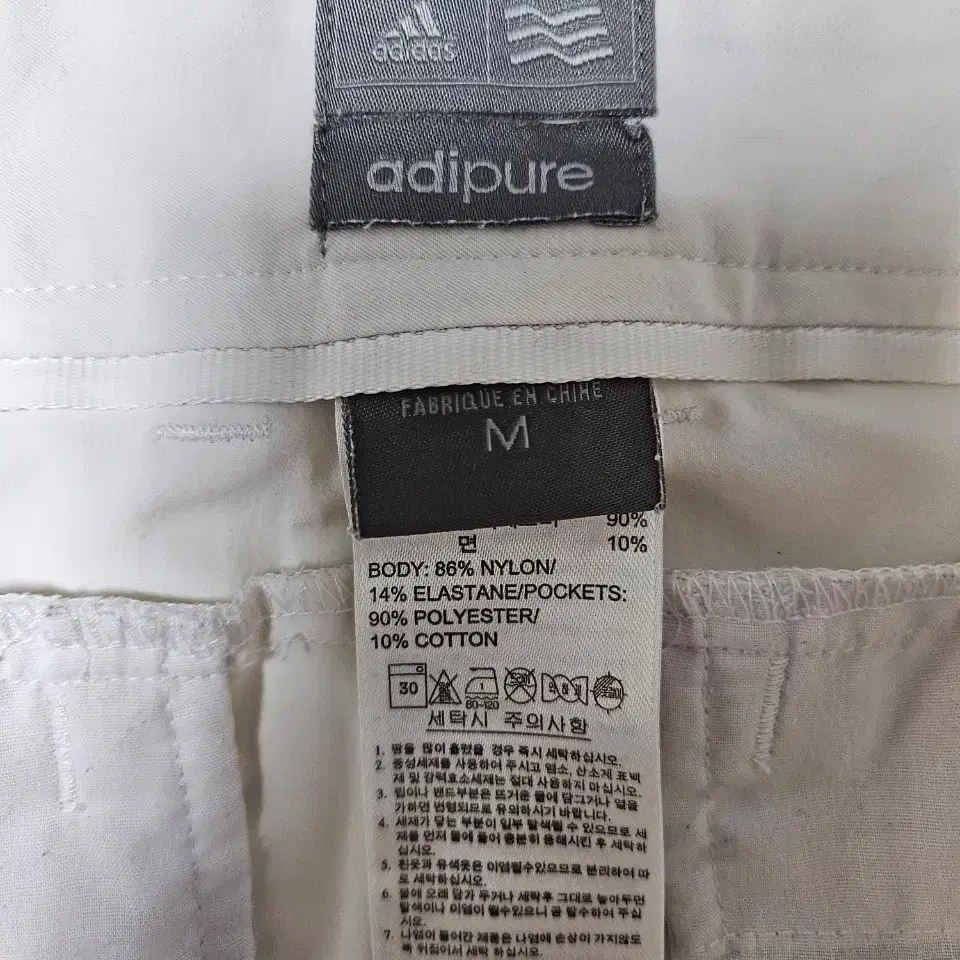 adidas
adipure
FABRIQUE EN CHINE
M
90%
면 10%
BODY: 86% NYLON/
14% ELASTANE/POCKETS:
90% POLYESTER/
10% COTTON
30
1
80~120
세탁시 주의사항
1. 땀을 많이 흘렸을 경우 즉시 세탁하십시오.
2. 중성세제를 사용하여 주시고 염소, 산소계 표백
제 및 강력효소세제는 절대 사용하지 마십시오.
3. 립이나 밴드부분은 뜨거운 물에 담그거나 열을
가하면 변형되므로 유의하시기 바랍니다.
4. 세제가 닿는 부분이 일부 탈색될 수 있으므로 세
제를 먼저 물에 풀어 충분히 용해시킨 후 세탁하
십시오.
5. 흰옷과 유색옷은 이염될수있으므로 분리하여 따
로 세탁하십시오.
6. 물에 오래 담가 두거나 세탁후 그대로 놓아두면
탈색이나 이염이 될수있으니 곧 탈수하여 주십
시오.
7. 나염이 들어간 제품은 나염에 손상이 가지않도
록 뒤집어서 세탁 하십시오.